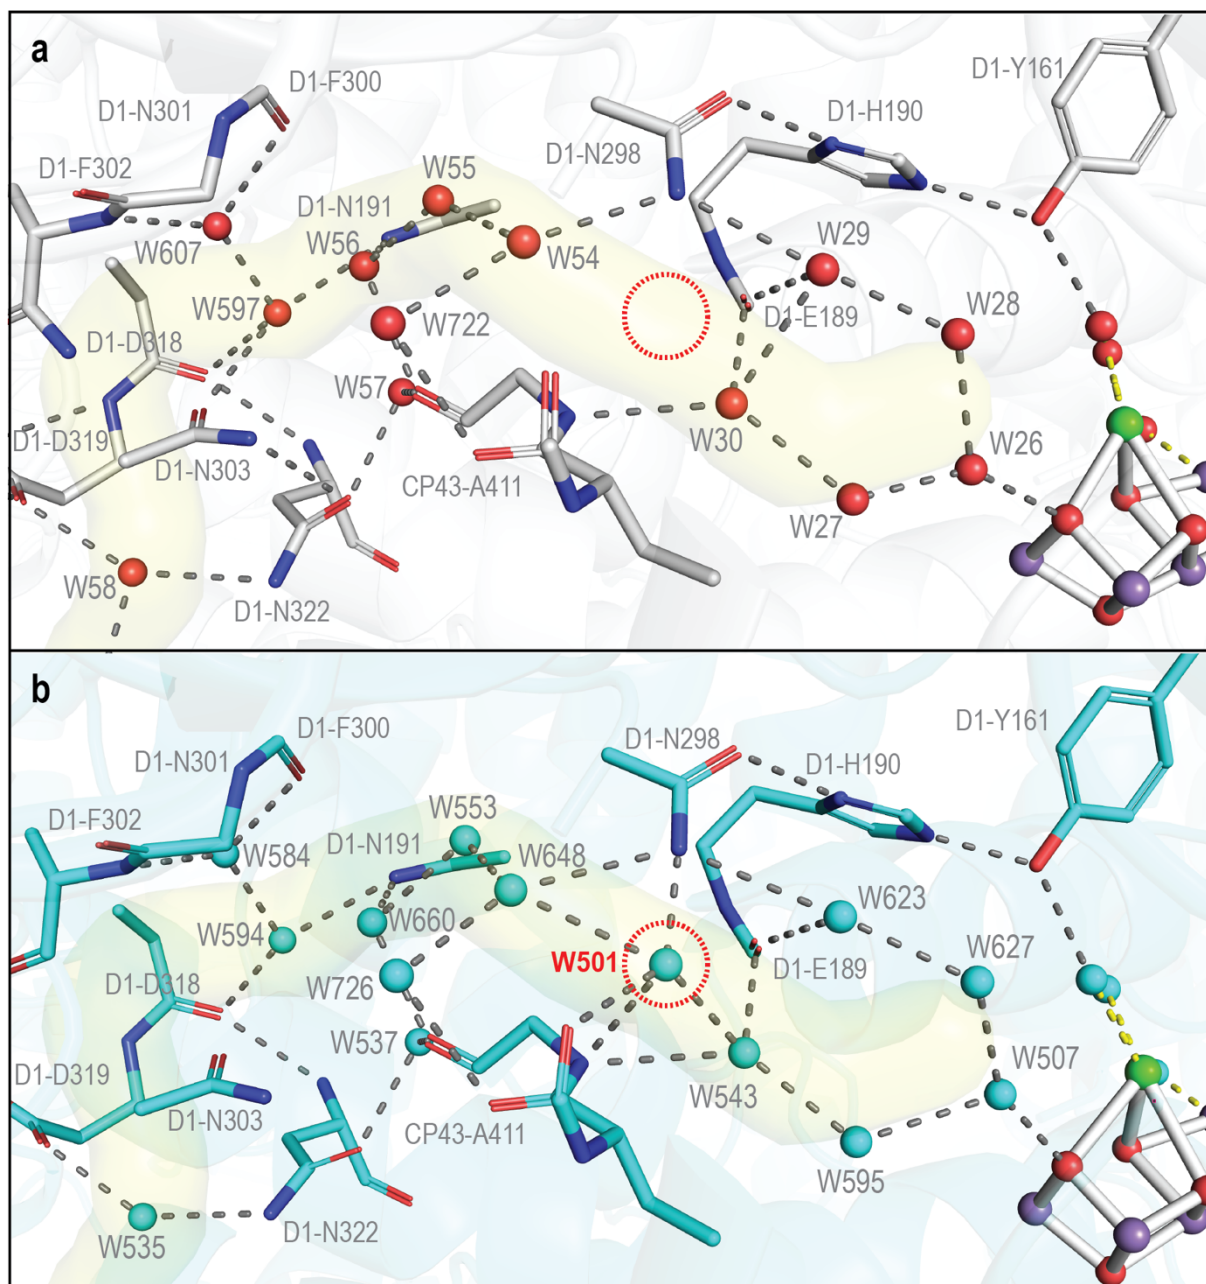 a
D1-F300
D1-N301
D1-Y161
D1-H190
D1-F302
W55
D1-N298
D1-N191
W607
W56
W54
W29
W597
W722
D1-E189
W28
D1-D318
W57
D1-D319
D1-N303
W30
W26
CP43-A411
W27
W58
D1-N322
b
D1-F300
D1-N298
D1-Y161
D1-N301
D1-H190
D1-F302
W553
D1-N191
W648
W584
W660
W623
W594
W501
D1-E189
W627
D1-D318
W726
W537
W507
D1-D319
W543
D1-N303
CP43-A411
W595
W535
D1-N322